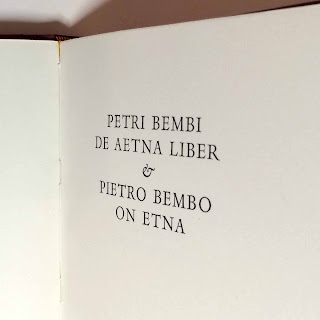 PETRI BEMBI
DE AETNA LIBER
&
PIETRO BEMBO
ON ETNA